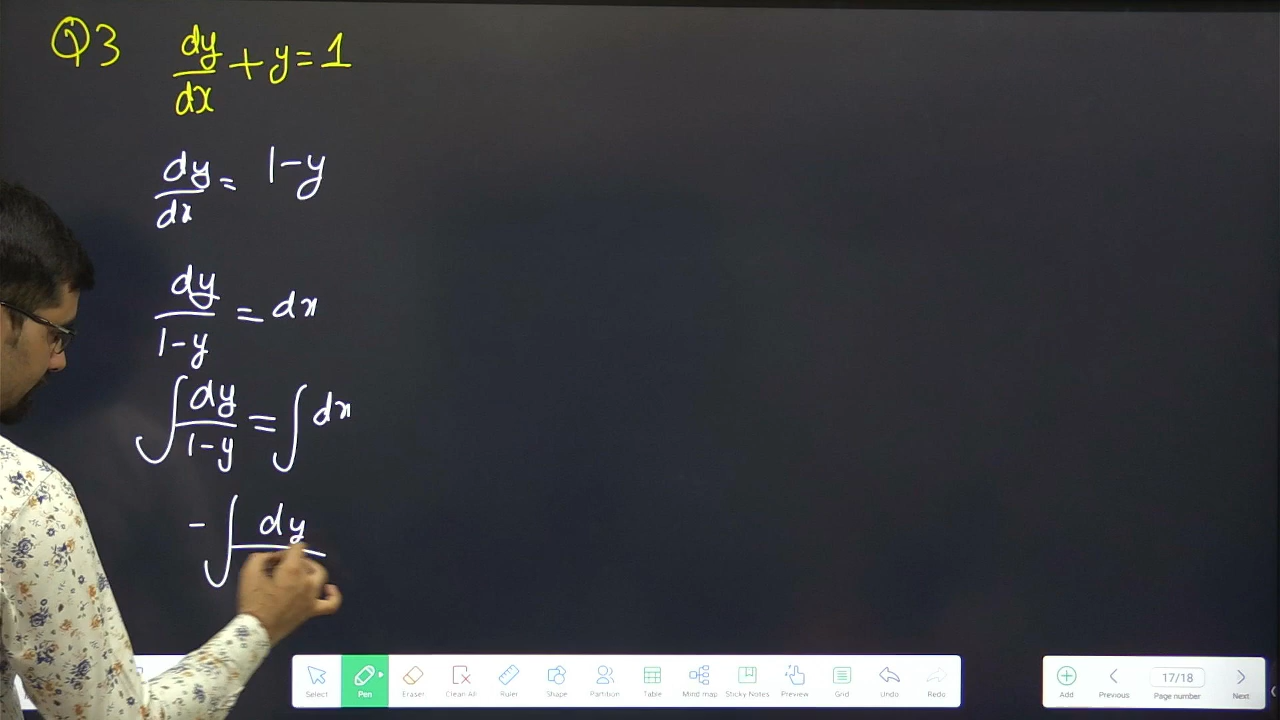 Q3 dy/dx + y = 1
dy/dx = 1-y
dy/1-y = dx
∫ dy/1-y = ∫ dx
- ∫ dy
Select Pen Eraser Clean All Ruler Shape Partition Table Mind map Sticky Notes Preview Grid Undo Redo
Add Previous 17/18 Page number Next